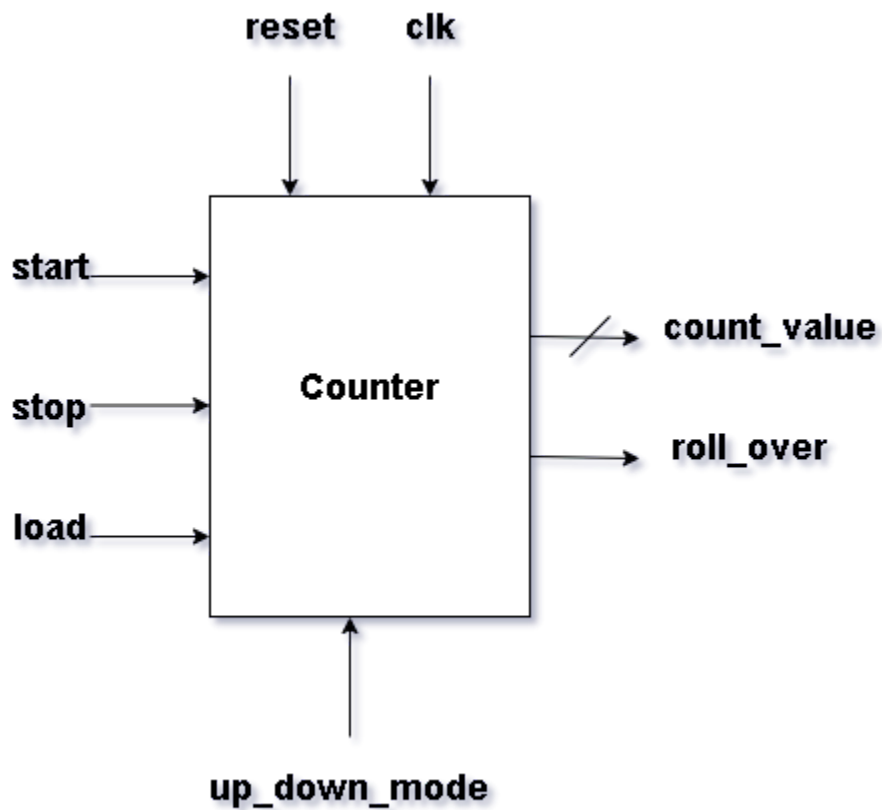 reset clk
start
count_value
Counter
stop
roll_over
load
up_down_mode